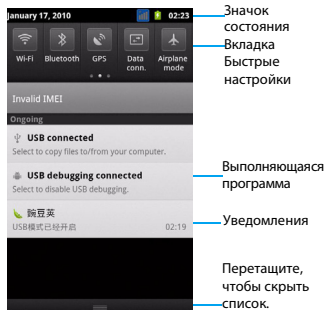 January 17, 2010 02:23
Wi-Fi Bluetooth GPS Data conn. Airplane mode
Invalid IMEI
Ongoing
USB connected
Select to copy files to/from your computer.
USB debugging connected
Select to disable USB debugging.
豌豆荚
USB模式已经开启 02:19
Значок
состояния
Вкладка
Быстрые
настройки
Выполняющаяся
программа
Уведомления
Перетащите,
чтобы скрыть
список.